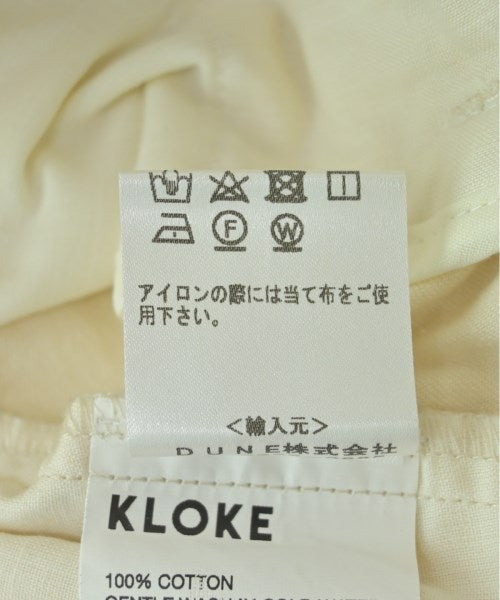 F W
アイロンの際には当て布をご使
用下さい。
<輸入元>
DUNE株式会社
KLOKE
100% COTTON